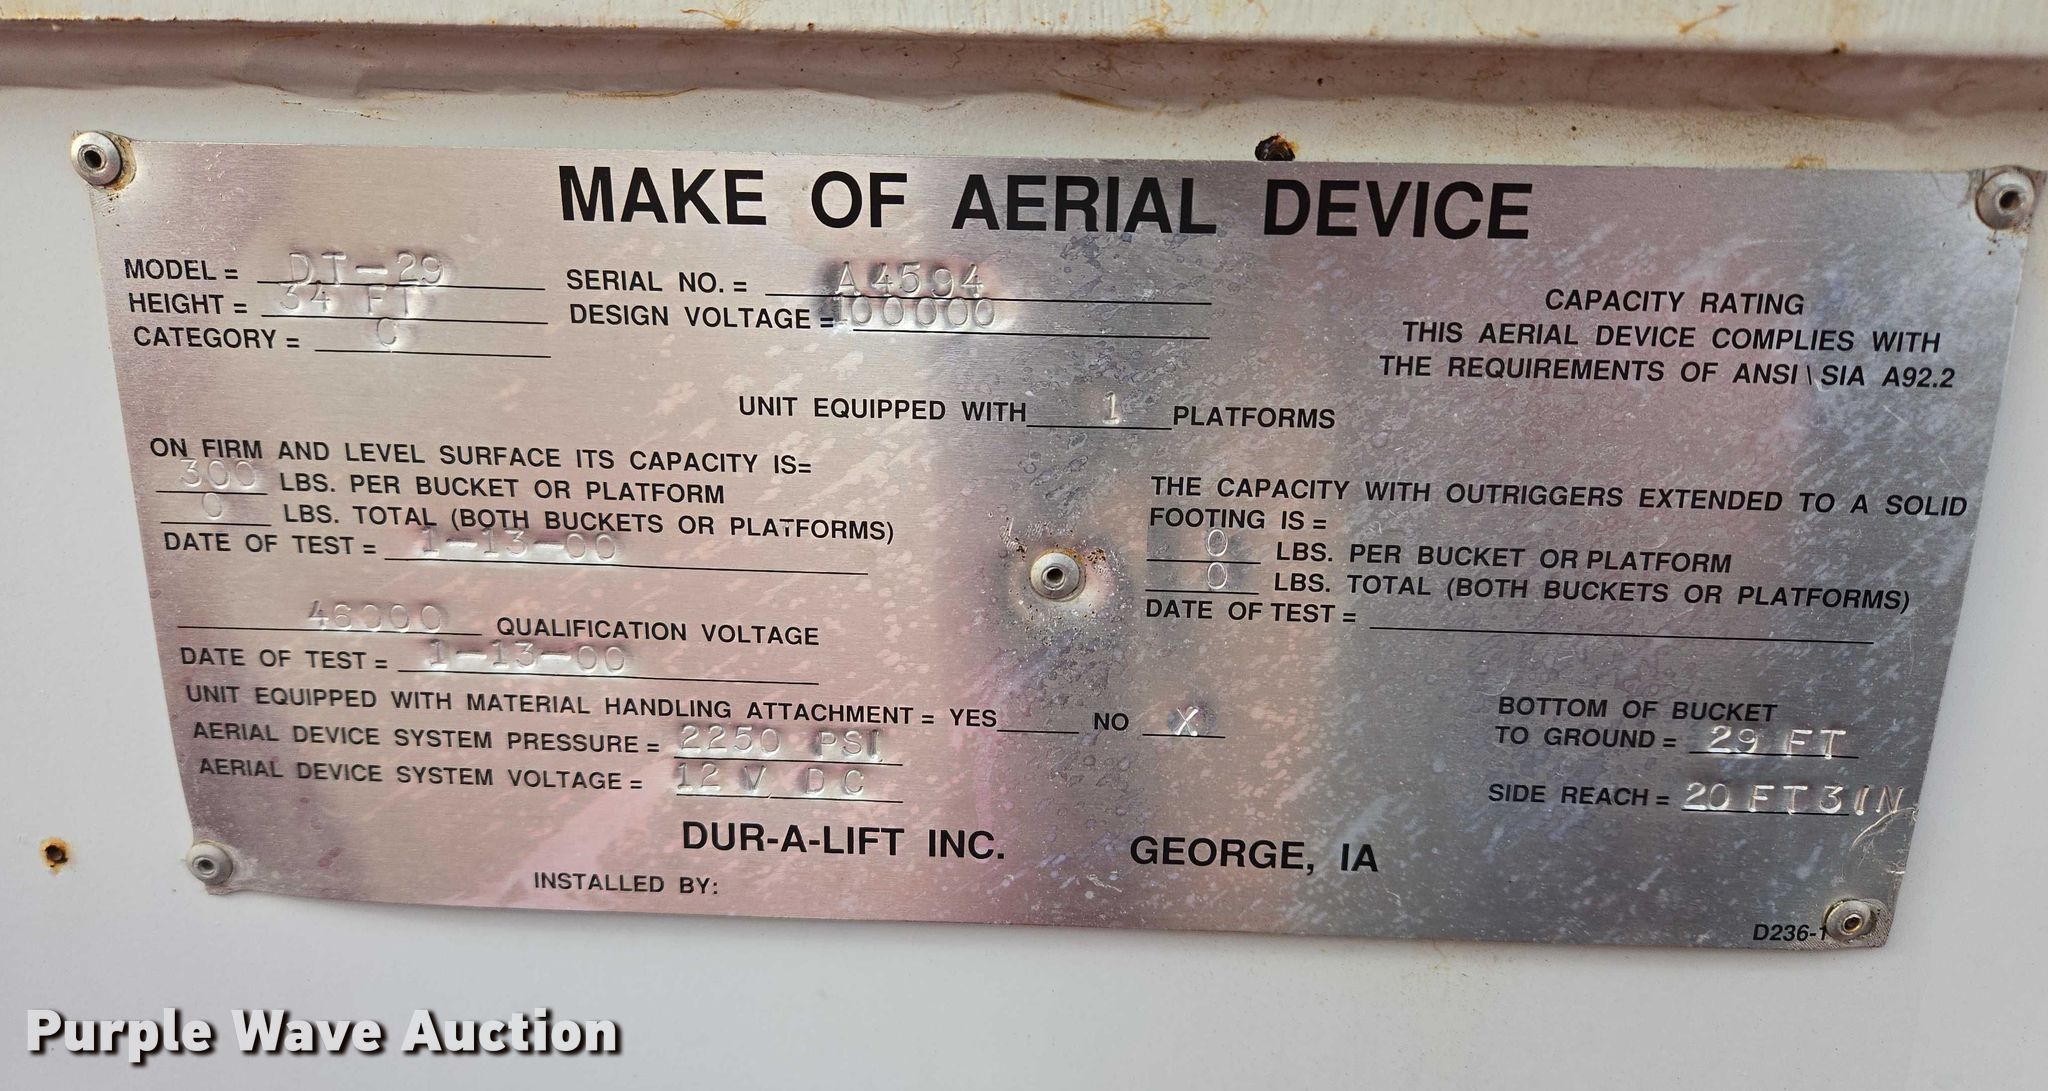 MAKE OF AERIAL DEVICE
MODEL = DT-29
SERIAL NO. = A4594
HEIGHT = 34 FT
DESIGN VOLTAGE = 100000
CATEGORY = C
CAPACITY RATING
THIS AERIAL DEVICE COMPLIES WITH
THE REQUIREMENTS OF ANSI\SIA A92.2
UNIT EQUIPPED WITH 1 PLATFORMS
ON FIRM AND LEVEL SURFACE ITS CAPACITY IS=
300 LBS. PER BUCKET OR PLATFORM
0 LBS. TOTAL (BOTH BUCKETS OR PLATFORMS)
DATE OF TEST = 1-13-00
THE CAPACITY WITH OUTRIGGERS EXTENDED TO A SOLID
FOOTING IS =
0 LBS. PER BUCKET OR PLATFORM
0 LBS. TOTAL (BOTH BUCKETS OR PLATFORMS)
DATE OF TEST =
46000 QUALIFICATION VOLTAGE
DATE OF TEST = 1-13-00
UNIT EQUIPPED WITH MATERIAL HANDLING ATTACHMENT = YES NO X
AERIAL DEVICE SYSTEM PRESSURE = 2250 PSI
AERIAL DEVICE SYSTEM VOLTAGE = 12 V DC
BOTTOM OF BUCKET
TO GROUND = 29 FT
SIDE REACH = 20 FT 3 IN
DUR-A-LIFT INC. GEORGE, IA
INSTALLED BY:
D236-1
Purple Wave Auction